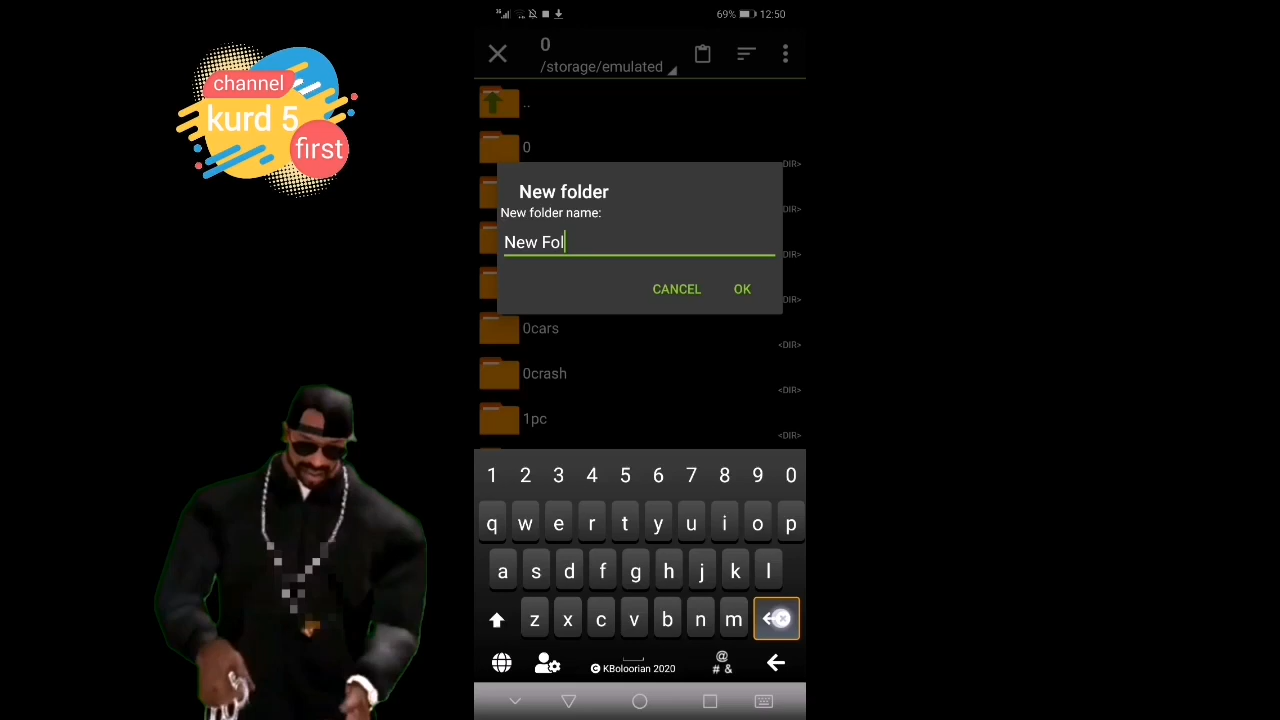 channel
kurd 5
first
69% 12:50
0
/storage/emulated
..
0
<DIR>
New folder
New folder name:
<DIR>
New Fol
<DIR>
CANCEL OK
<DIR>
0cars
<DIR>
0crash
<DIR>
1pc
<DIR>
1 2 3 4 5 6 7 8 9 0
q w e r t y u i o p
a s d f g h j k l
z x c v b n m
© KBoloorian 2020
@
# &